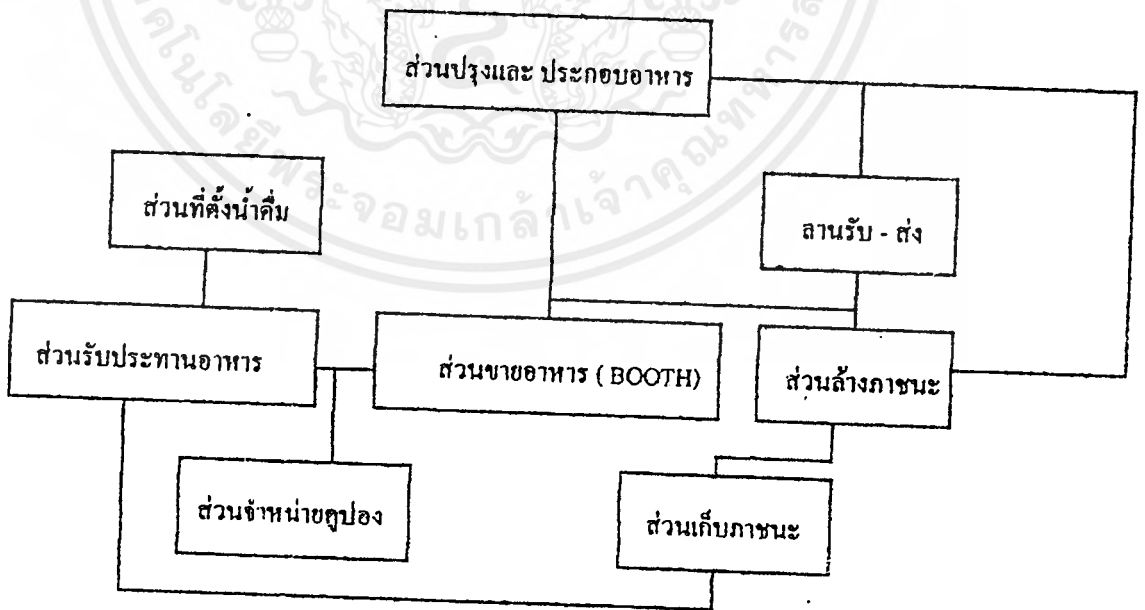 ส่วนปรุงและ ประกอบอาหาร
ส่วนที่ตั้งน้ำดื่ม
ลานรับ - ส่ง
ส่วนรับประทานอาหาร
ส่วนขายอาหาร ( BOOTH)
ส่วนล้างภาชนะ
ส่วนจำหน่ายคูปอง
ส่วนเก็บภาชนะ